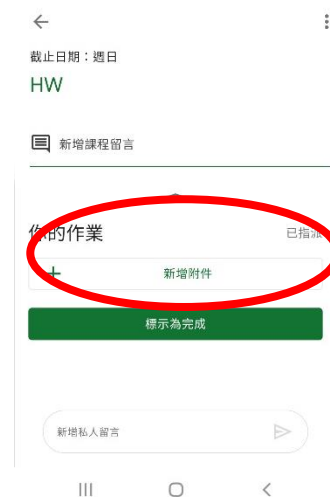 截止日期：週日
HW
新增課程留言
你的作業
已指派
+ 新增附件
標示為完成
新增私人留言